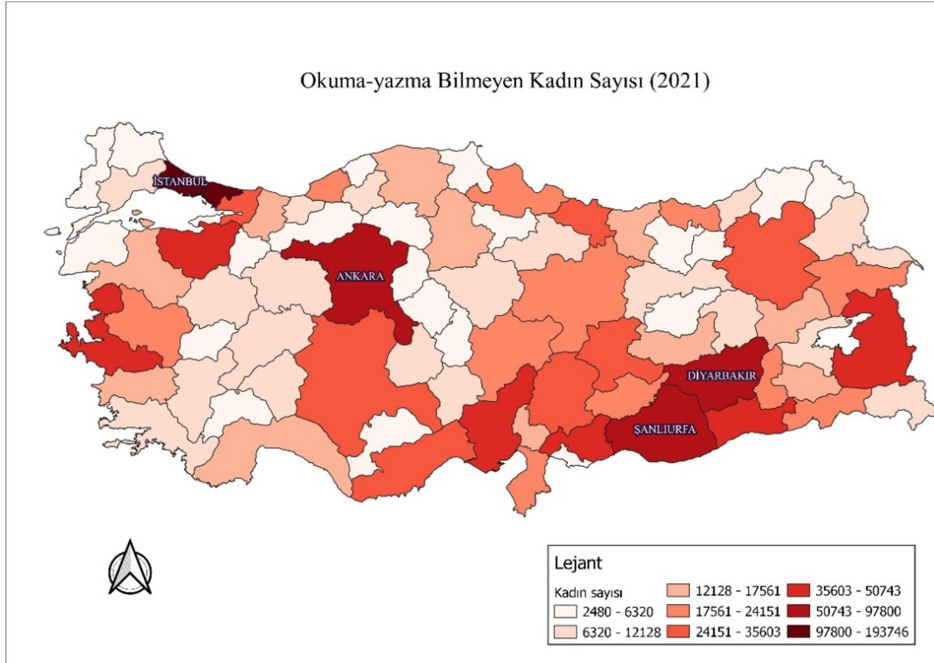 Okuma-yazma Bilmeyen Kadın Sayısı (2021)
İSTANBUL
ANKARA
DİYARBAKIR
ŞANLIURFA
Lejant
Kadın sayısı
2480 - 6320
6320 - 12128
12128 - 17561
17561 - 24151
24151 - 35603
35603 - 50743
50743 - 97800
97800 - 193746